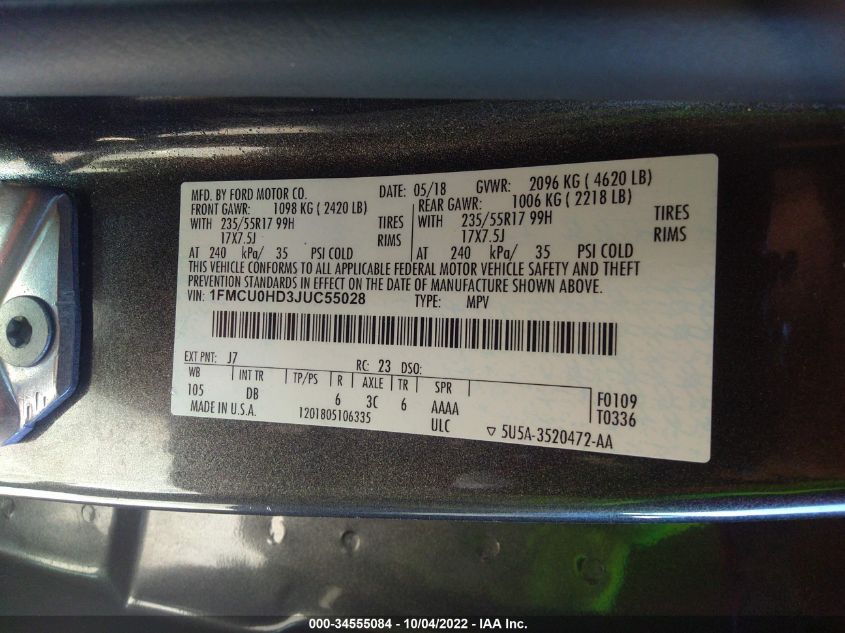 MFD. BY FORD MOTOR CO. DATE: 05/18 GVWR: 2096 KG ( 4620 LB)
FRONT GAWR: 1098 KG ( 2420 LB) REAR GAWR: 1006 KG ( 2218 LB)
WITH 235/55R17 99H TIRES WITH 235/55R17 99H TIRES
17X7.5J RIMS 17X7.5J RIMS
AT 240 kPa/ 35 PSI COLD AT 240 kPa/ 35 PSI COLD
THIS VEHICLE CONFORMS TO ALL APPLICABLE FEDERAL MOTOR VEHICLE SAFETY AND THEFT
PREVENTION STANDARDS IN EFFECT ON THE DATE OF MANUFACTURE SHOWN ABOVE.
VIN: 1FMCU0HD3JUC55028 TYPE: MPV
EXT PNT: J7 RC: 23 DSO:
WB INT TR TP/PS R AXLE TR SPR F0109
105 DB 6 3C 6 AAAA T0336
MADE IN U.S.A. 1201805106335 ULC ▽ 5U5A-3520472-AA
000-34555084 - 10/04/2022 - IAA Inc.